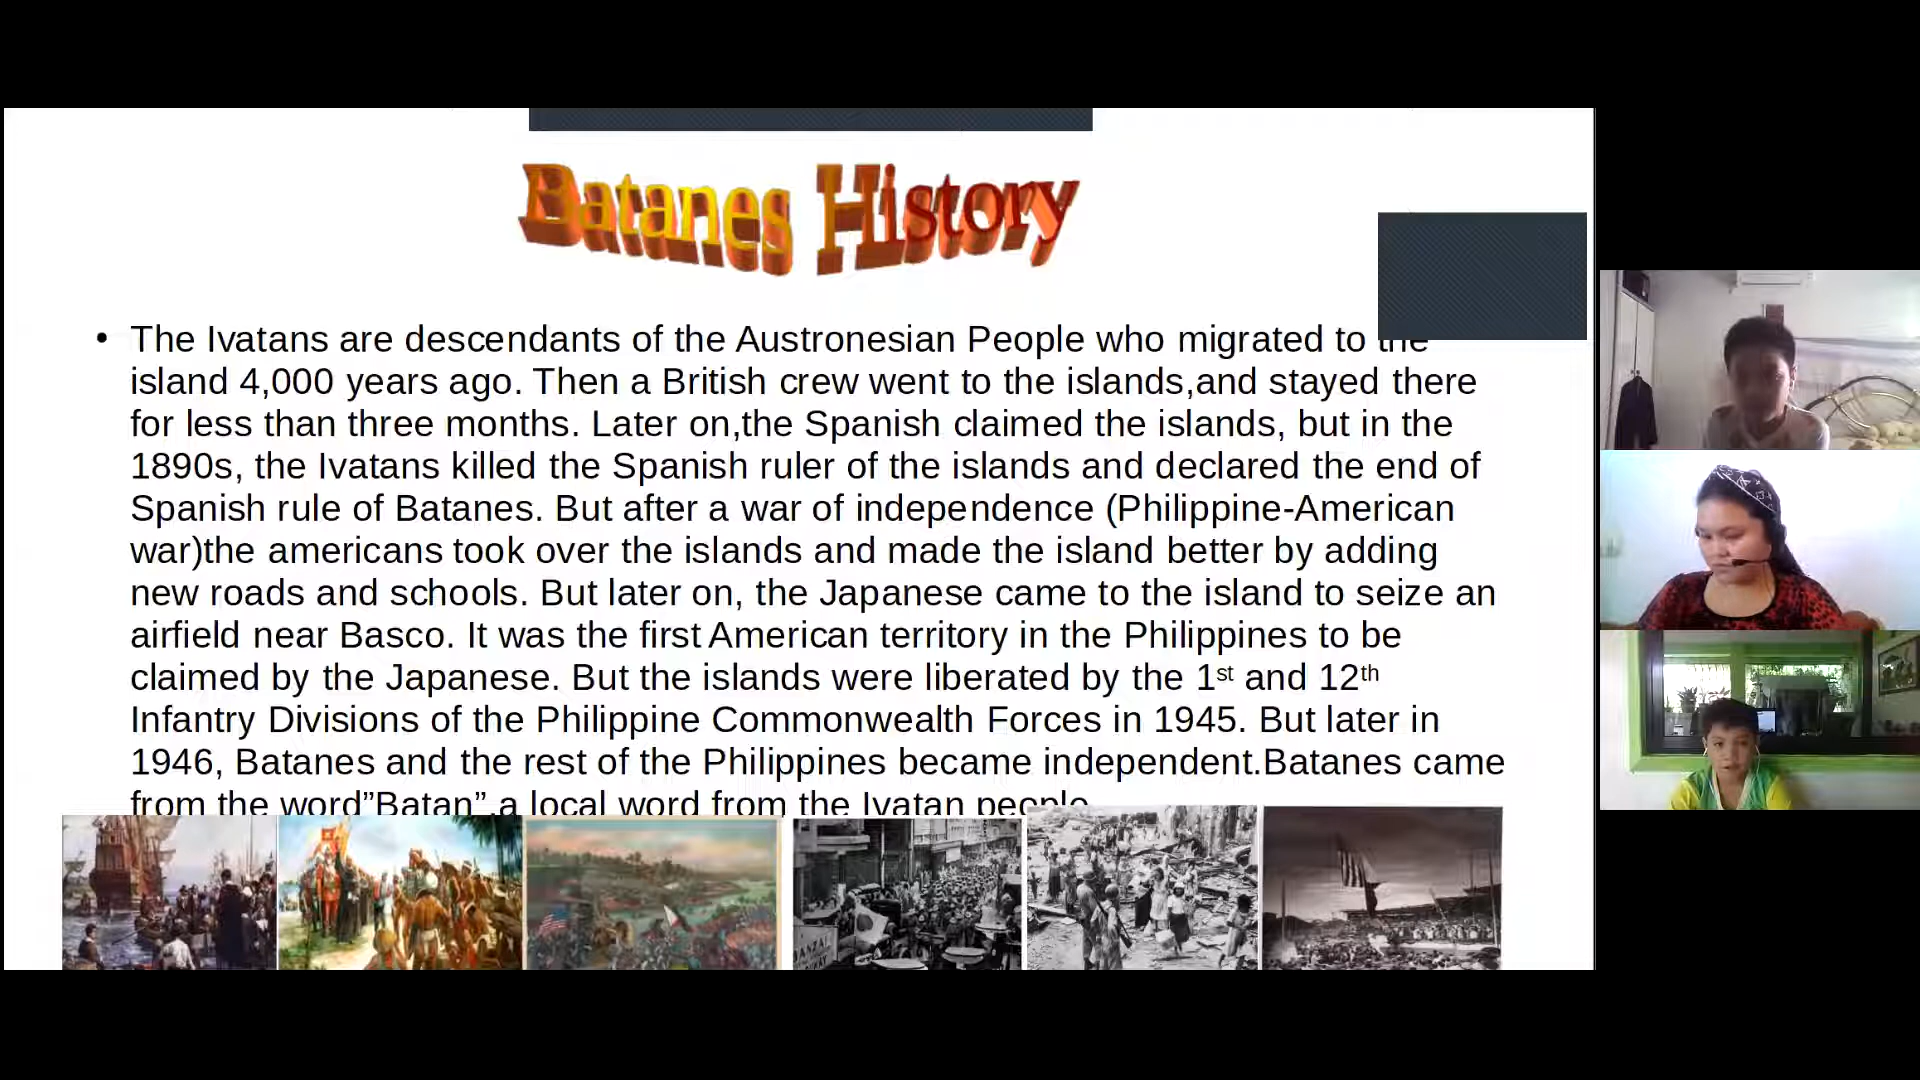 Batanes History
• The Ivatans are descendants of the Austronesian People who migrated to the
island 4,000 years ago. Then a British crew went to the islands,and stayed there
for less than three months. Later on,the Spanish claimed the islands, but in the
1890s, the Ivatans killed the Spanish ruler of the islands and declared the end of
Spanish rule of Batanes. But after a war of independence (Philippine-American
war)the americans took over the islands and made the island better by adding
new roads and schools. But later on, the Japanese came to the island to seize an
airfield near Basco. It was the first American territory in the Philippines to be
claimed by the Japanese. But the islands were liberated by the 1st and 12th
Infantry Divisions of the Philippine Commonwealth Forces in 1945. But later in
1946, Batanes and the rest of the Philippines became independent.Batanes came
from the word”Batan”,a local word from the Ivatan people